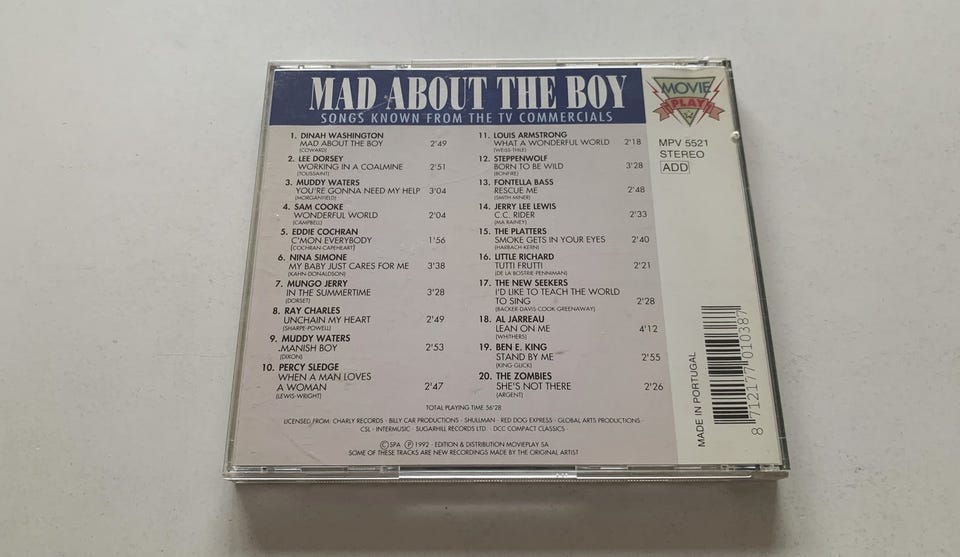 MAD ABOUT THE BOY
SONGS KNOWN FROM THE TV COMMERCIALS
1. DINAH WASHINGTON
MAD ABOUT THE BOY 2'49
(COWARD)
2. LEE DORSEY
WORKING IN A COALMINE 2'51
(TOUSSAINT)
3. MUDDY WATERS
YOU'RE GONNA NEED MY HELP 3'04
(MORGANFIELD)
4. SAM COOKE
WONDERFUL WORLD 2'04
(CAMPBELL)
5. EDDIE COCHRAN
C'MON EVERYBODY 1'56
(COCHRAN CAPEHEART)
6. NINA SIMONE
MY BABY JUST CARES FOR ME 3'38
(KAHN-DONALDSON)
7. MUNGO JERRY
IN THE SUMMERTIME 3'28
(DORSET)
8. RAY CHARLES
UNCHAIN MY HEART 2'49
(SHARPE-POWELL)
9. MUDDY WATERS
MANISH BOY 2'53
(DIXON)
10. PERCY SLEDGE
WHEN A MAN LOVES
A WOMAN 2'47
(LEWIS-WRIGHT)
11. LOUIS ARMSTRONG
WHAT A WONDERFUL WORLD 2'18
(WEISS-THILE)
12. STEPPENWOLF
BORN TO BE WILD 3'28
(BONFIRE)
13. FONTELLA BASS
RESCUE ME 2'48
(SMITH MINER)
14. JERRY LEE LEWIS
C.C. RIDER 2'33
(MA RAINEY)
15. THE PLATTERS
SMOKE GETS IN YOUR EYES 2'40
(HARBACH-KERN)
16. LITTLE RICHARD
TUTTI FRUTTI 2'21
(DE LA BOSTRIE-PENNIMAN)
17. THE NEW SEEKERS
I'D LIKE TO TEACH THE WORLD
TO SING 2'28
(BACKER-DAVIS COOK GREENAWAY)
18. AL JARREAU
LEAN ON ME 4'12
(WHITHERS)
19. BEN E. KING
STAND BY ME 2'55
(KING-GLICK)
20. THE ZOMBIES
SHE'S NOT THERE 2'26
(ARGENT)
TOTAL PLAYING TIME 56'28
LICENSED FROM: CHARLY RECORDS · BILLY CAR PRODUCTIONS · SHULLMAN · RED DOG EXPRESS · GLOBAL ARTS PRODUCTIONS ·
CSL · INTERMUSIC · SUGARHILL RECORDS LTD. · DCC COMPACT CLASSICS ·
Ⓒ SPA Ⓟ 1992 · EDITION & DISTRIBUTION MOVIEPLAY SA
SOME OF THESE TRACKS ARE NEW RECORDINGS MADE BY THE ORIGINAL ARTIST
MOVIE
PLAY
MPV 5521
STEREO
ADD
MADE IN PORTUGAL
8 712177 010387